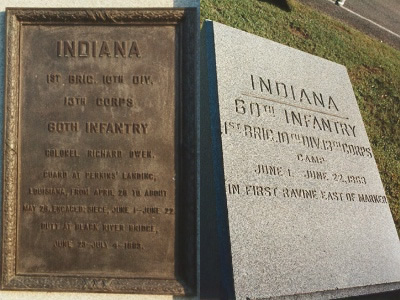 INDIANA
1ST BRIG. 10TH DIV.
13TH CORPS.
60TH INFANTRY
COLONEL RICHARD OWEN.
GUARD AT PERKINS' LANDING,
LOUISIANA, FROM APRIL 28 TO ABOUT
MAY 28, ENGAGED: SIEGE, JUNE 1-JUNE 22
DUTY AT BLACK RIVER BRIDGE,
JUNE 22-JULY 4-1863.
INDIANA
60TH INFANTRY
1ST BRIG. 10TH DIV. 13TH CORPS
CAMP
JUNE 1. JUNE 22, 1863
IN FIRST RAVINE EAST OF MARKER